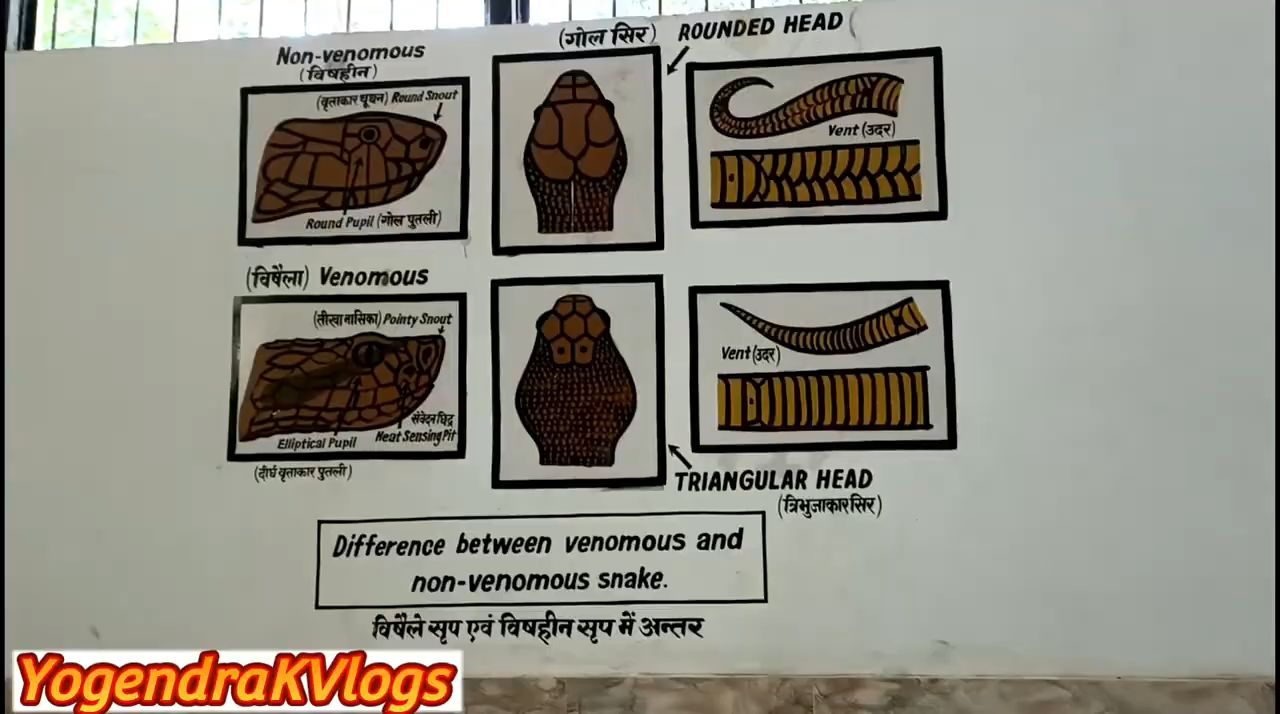 Non-venomous
(विषहीन)
(वृताकार थूथन) Round Snout
Round Pupil (गोल पुतली)
(गोल सिर) ROUNDED HEAD
Vent (उदर)
(विषैला) Venomous
(तीखा नासिका) Pointy Snout
संवेदन छिद्र
Elliptical Pupil Heat Sensing Pit
(दीर्घ वृताकार पुतली)
Vent (उदर)
TRIANGULAR HEAD
(त्रिभुजाकार सिर)
Difference between venomous and
non-venomous snake.
विषैले सृप एवं विषहीन सृप में अन्तर
YogendraKVlogs